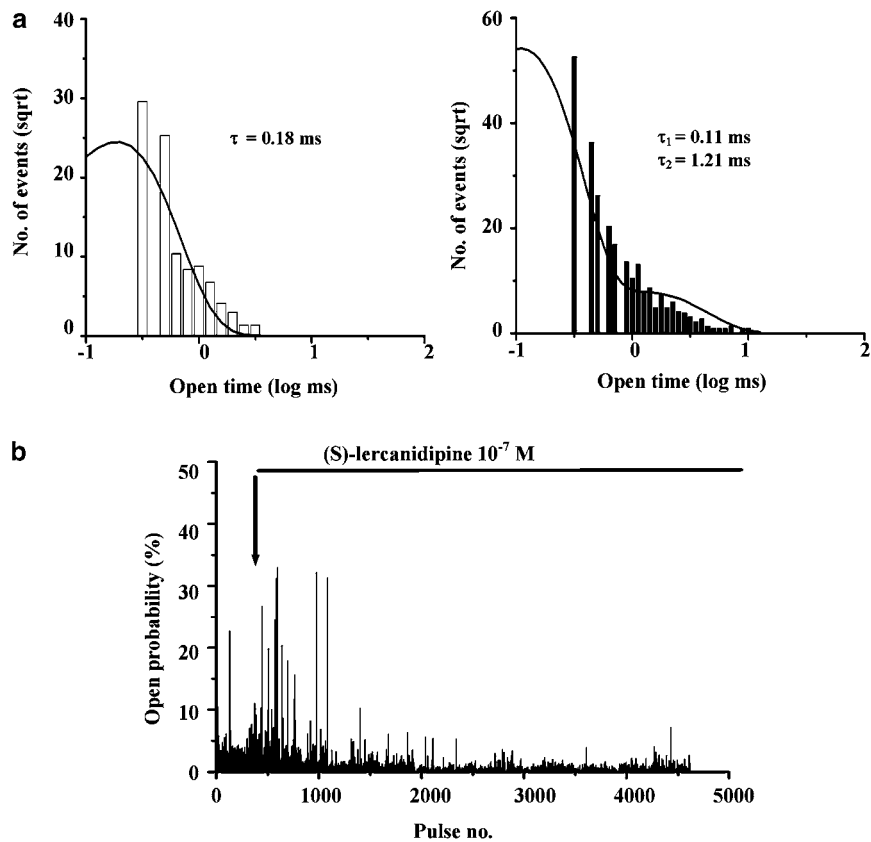 a
40
30
20
10
0
No. of events (sqrt)
τ = 0.18 ms
-1
0
1
2
Open time (log ms)
60
40
20
0
No. of events (sqrt)
τ1 = 0.11 ms
τ2 = 1.21 ms
-1
0
1
2
Open time (log ms)
b
(S)-lercanidipine 10-7 M
50
40
30
20
10
0
Open probability (%)
0
1000
2000
3000
4000
5000
Pulse no.